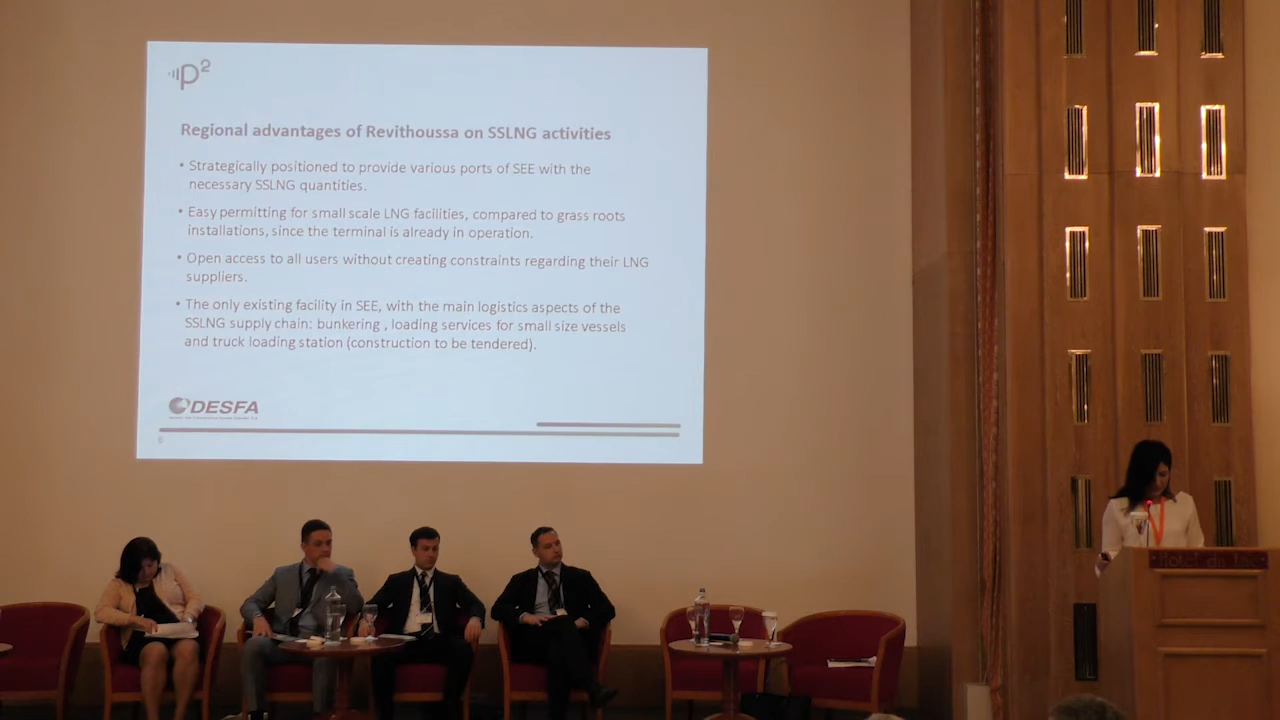 p2
Regional advantages of Revithoussa on SSLNG activities
• Strategically positioned to provide various ports of SEE with the
necessary SSLNG quantities.
• Easy permitting for small scale LNG facilities, compared to grass roots
installations, since the terminal is already in operation.
• Open access to all users without creating constraints regarding their LNG
suppliers.
• The only existing facility in SEE, with the main logistics aspects of the
SSLNG supply chain: bunkering , loading services for small size vessels
and truck loading station (construction to be tendered).
DESFA